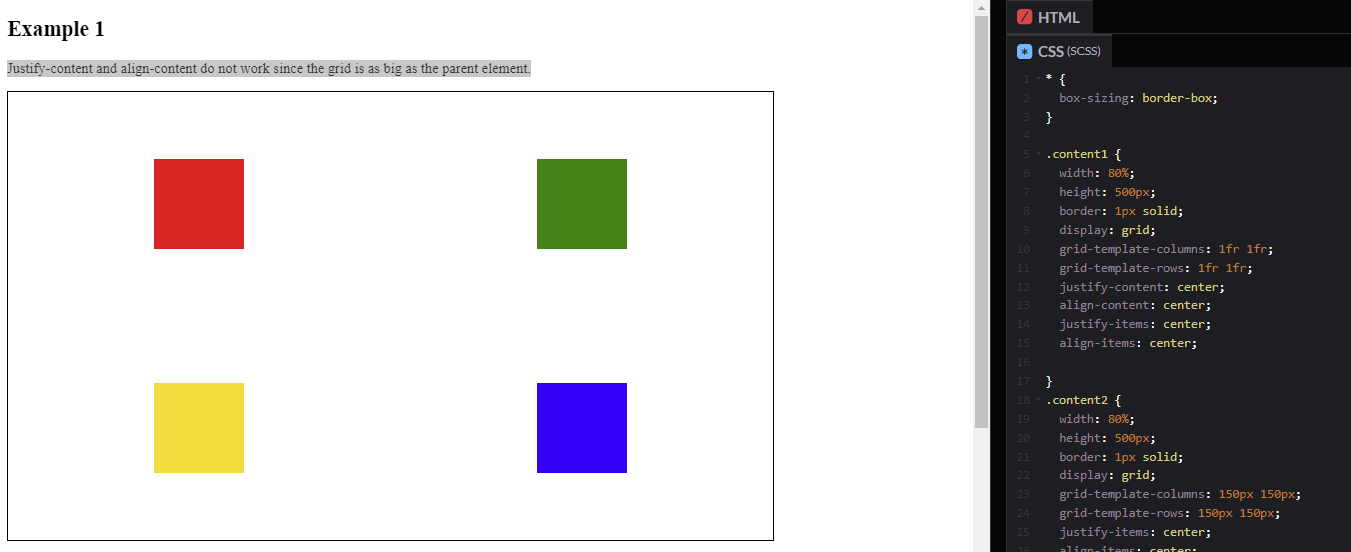 Example 1
Justify-content and align-content do not work since the grid is as big as the parent element.
/ HTML
* CSS (SCSS)
1 * {
2 box-sizing: border-box;
3 }
4
5 .content1 {
6 width: 80%;
7 height: 500px;
8 border: 1px solid;
9 display: grid;
10 grid-template-columns: 1fr 1fr;
11 grid-template-rows: 1fr 1fr;
12 justify-content: center;
13 align-content: center;
14 justify-items: center;
15 align-items: center;
16
17 }
18 .content2 {
19 width: 80%;
20 height: 500px;
21 border: 1px solid;
22 display: grid;
23 grid-template-columns: 150px 150px;
24 grid-template-rows: 150px 150px;
25 justify-items: center;
26 align-items: center;